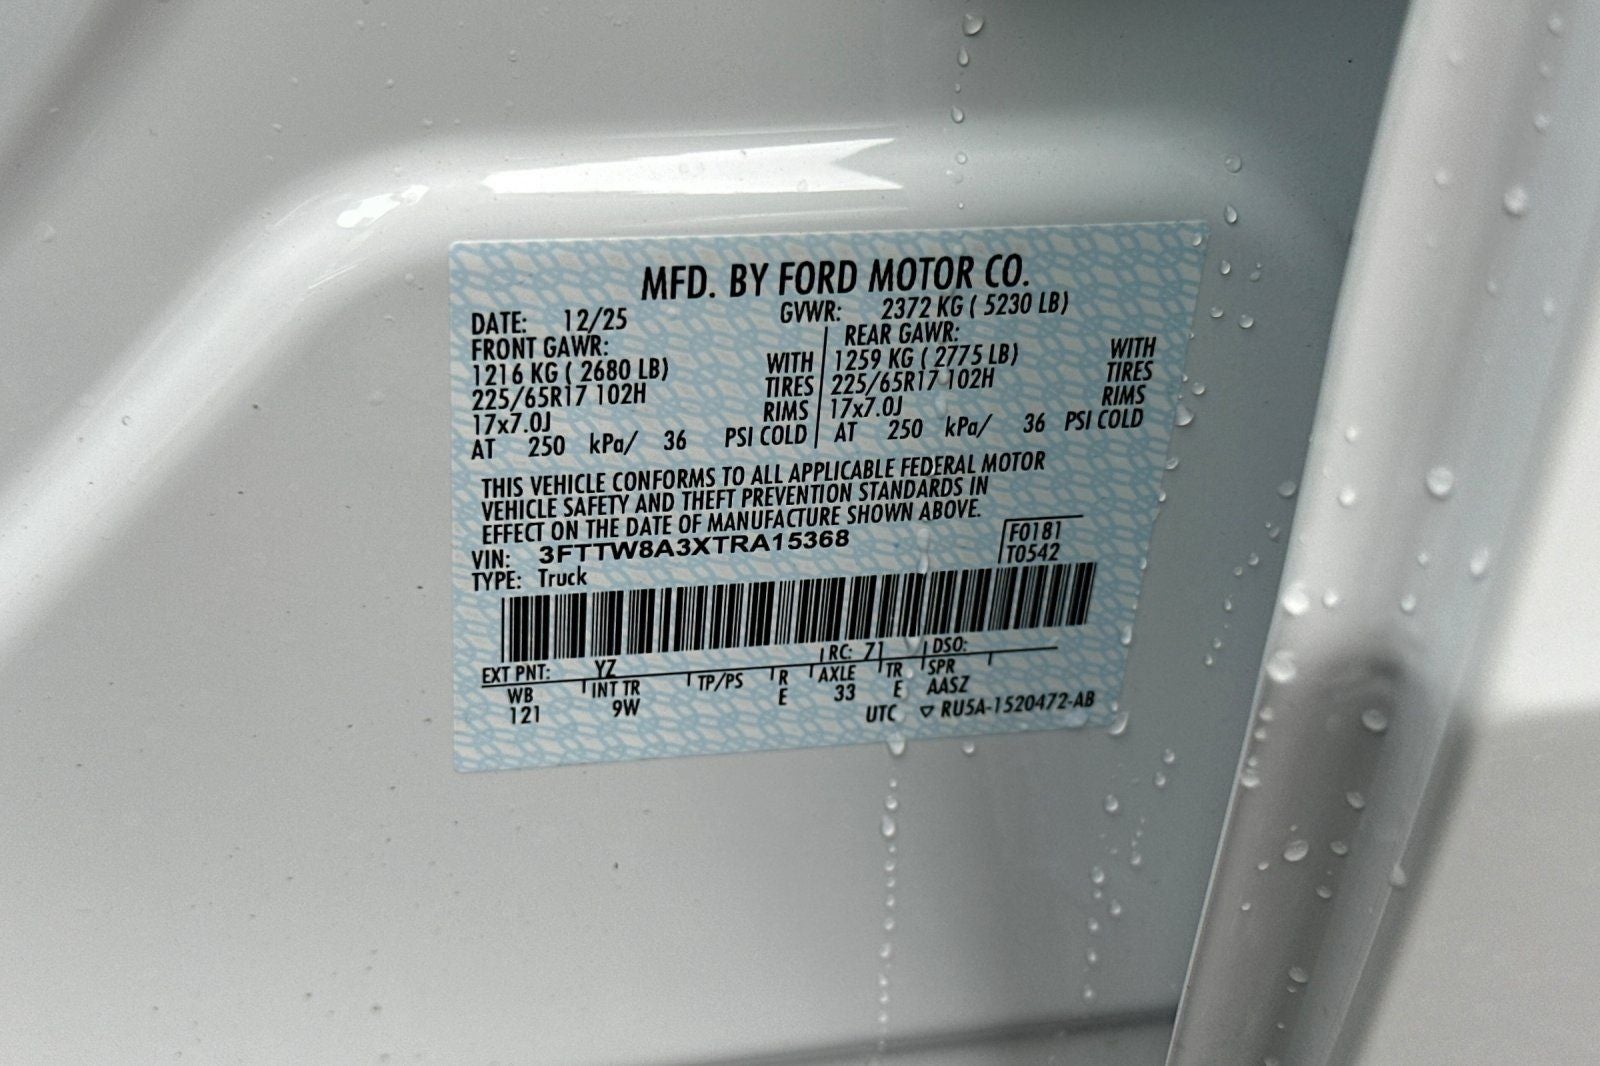 MFD. BY FORD MOTOR CO.
DATE: 12/25 GVWR: 2372 KG ( 5230 LB)
FRONT GAWR: REAR GAWR:
1216 KG ( 2680 LB) WITH 1259 KG ( 2775 LB) WITH
225/65R17 102H TIRES 225/65R17 102H TIRES
17x7.0J RIMS 17x7.0J RIMS
AT 250 kPa/ 36 PSI COLD AT 250 kPa/ 36 PSI COLD
THIS VEHICLE CONFORMS TO ALL APPLICABLE FEDERAL MOTOR
VEHICLE SAFETY AND THEFT PREVENTION STANDARDS IN
EFFECT ON THE DATE OF MANUFACTURE SHOWN ABOVE.
VIN: 3FTTW8A3XTRA15368 F0181
TYPE: Truck T0542
EXT PNT: YZ RC: 71 DSO:
WB INT TR TP/PS R AXLE TR SPR
121 9W E 33 E AASZ
UTC ▽ RU5A-1520472-AB